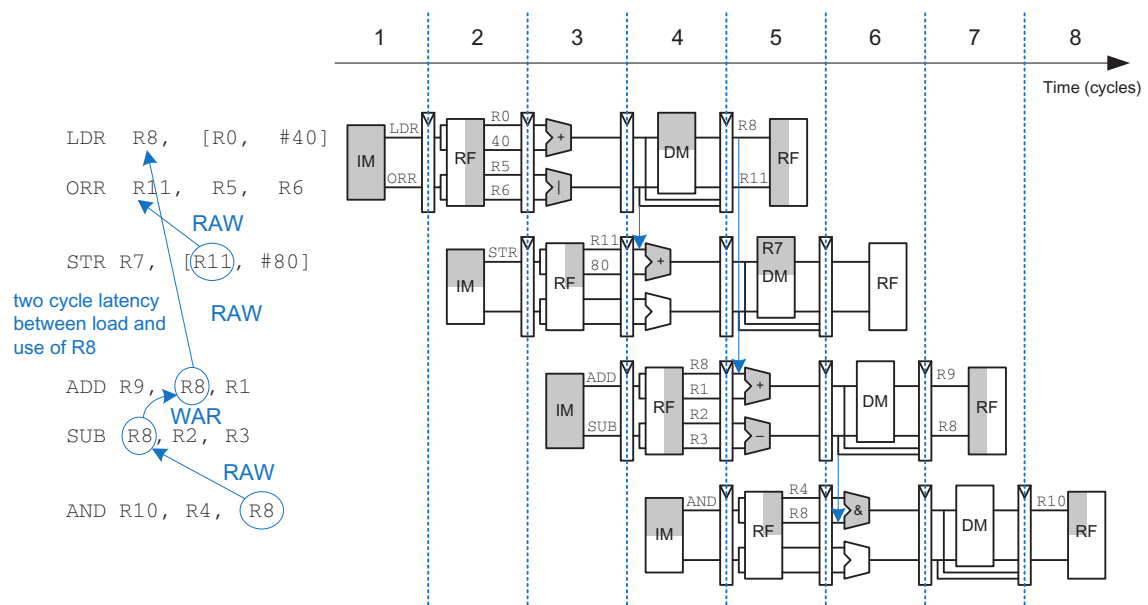 1 2 3 4 5 6 7 8
Time (cycles)
LDR R8, [R0, #40]
ORR R11, R5, R6
RAW
STR R7, [R11, #80]
two cycle latency
between load and
use of R8
RAW
ADD R9, R8, R1
WAR
SUB R8, R2, R3
RAW
AND R10, R4, R8
IM LDR ORR RF R0 40 R5 R6 + | DM R8 R11 RF
IM STR RF R11 80 + R7 DM RF
IM ADD SUB RF R8 R1 R2 R3 + – DM R9 R8 RF
IM AND RF R4 R8 & DM R10 RF